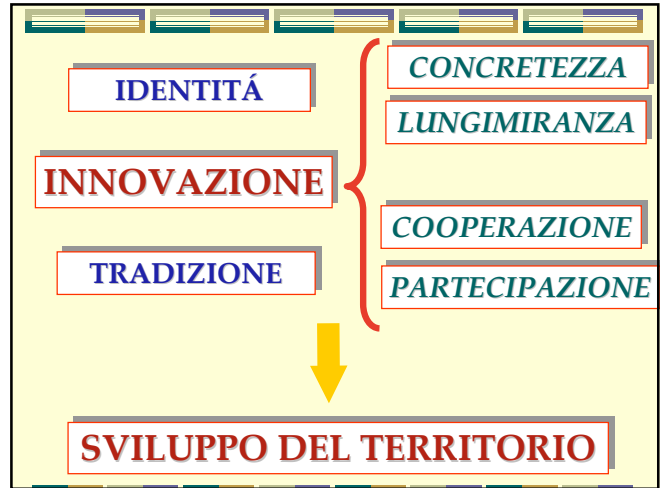 IDENTITÁ
INNOVAZIONE
TRADIZIONE
CONCRETEZZA
LUNGIMIRANZA
COOPERAZIONE
PARTECIPAZIONE
SVILUPPO DEL TERRITORIO